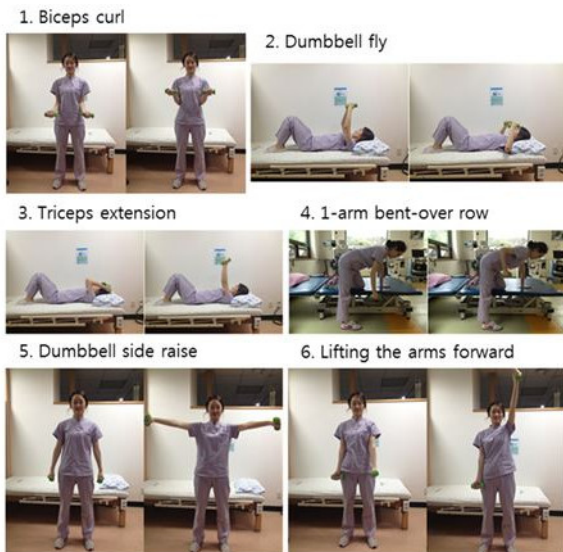 1. Biceps curl
2. Dumbbell fly
3. Triceps extension
4. 1-arm bent-over row
5. Dumbbell side raise
6. Lifting the arms forward